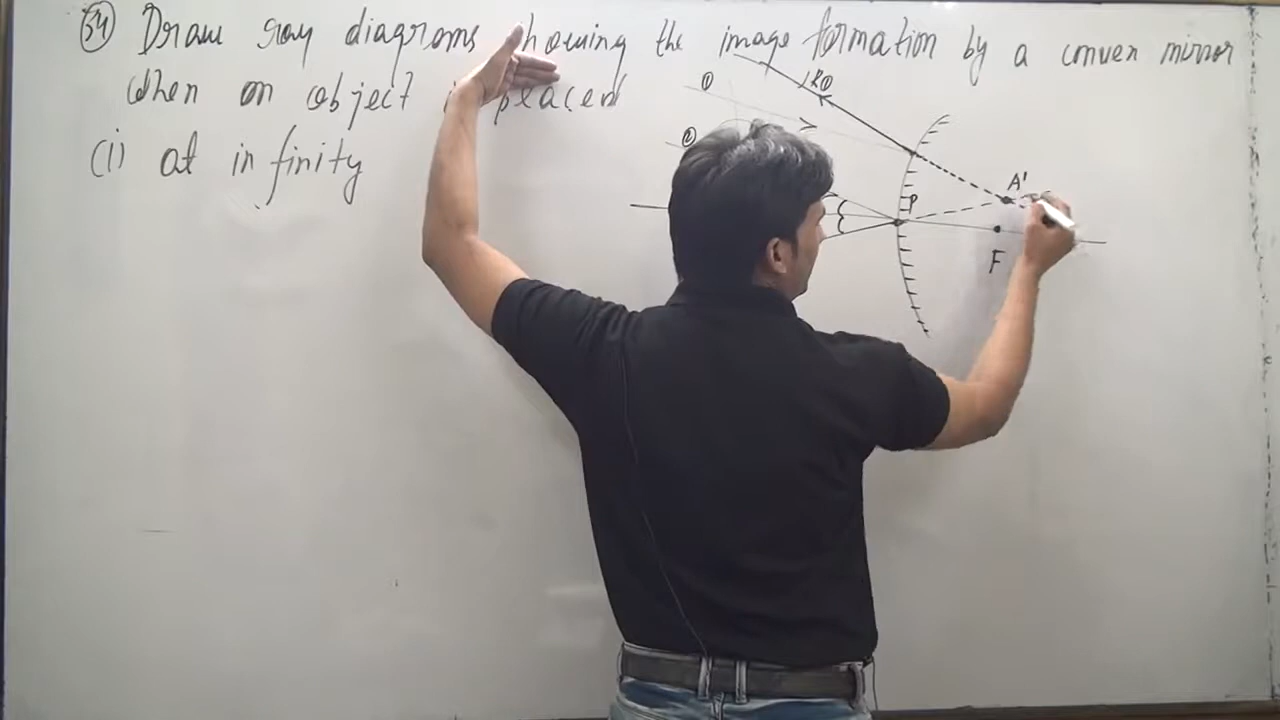 34 Draw ray diagrams showing the image formation by a convex mirror
when an object is placed
(i) at infinity
1
2
P
A'
F